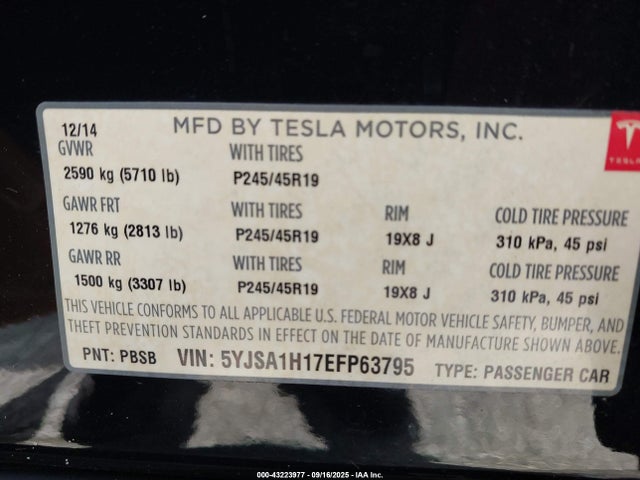 12/14 MFD BY TESLA MOTORS, INC.
TESLA
GVWR WITH TIRES
2590 kg (5710 lb) P245/45R19
GAWR FRT WITH TIRES RIM COLD TIRE PRESSURE
1276 kg (2813 lb) P245/45R19 19X8 J 310 kPa, 45 psi
GAWR RR WITH TIRES RIM COLD TIRE PRESSURE
1500 kg (3307 lb) P245/45R19 19X8 J 310 kPa, 45 psi
THIS VEHICLE CONFORMS TO ALL APPLICABLE U.S. FEDERAL MOTOR VEHICLE SAFETY, BUMPER, AND
THEFT PREVENTION STANDARDS IN EFFECT ON THE DATE OF MANUFACTURE SHOWN ABOVE.
PNT: PBSB VIN: 5YJSA1H17EFP63795 TYPE: PASSENGER CAR
000-43223977 - 09/16/2025 - IAA Inc.